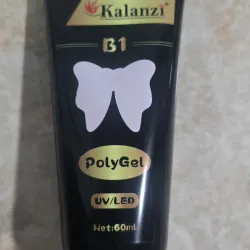 Kalanzi
B1
PolyGel
UV/LED
Net:60ml